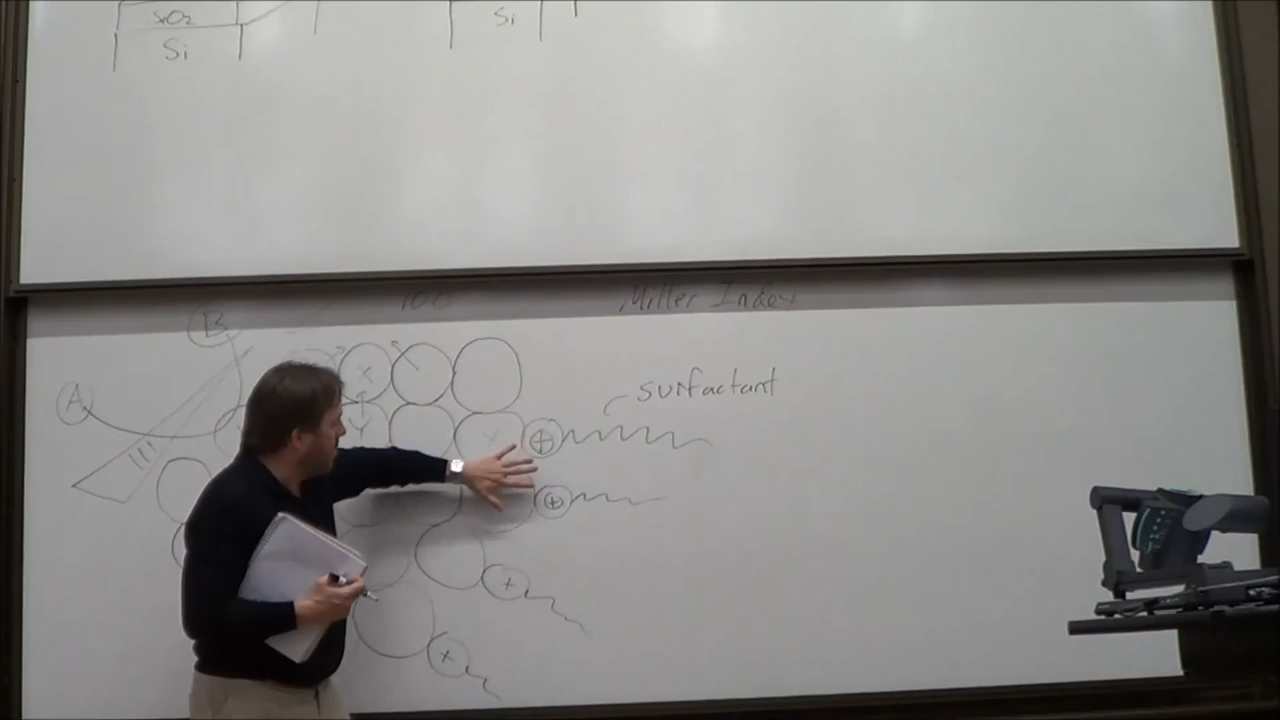 SiO2
Si
Si
100
Miller Index
B
A
X
surfactant
Y
X
+
+
+
+